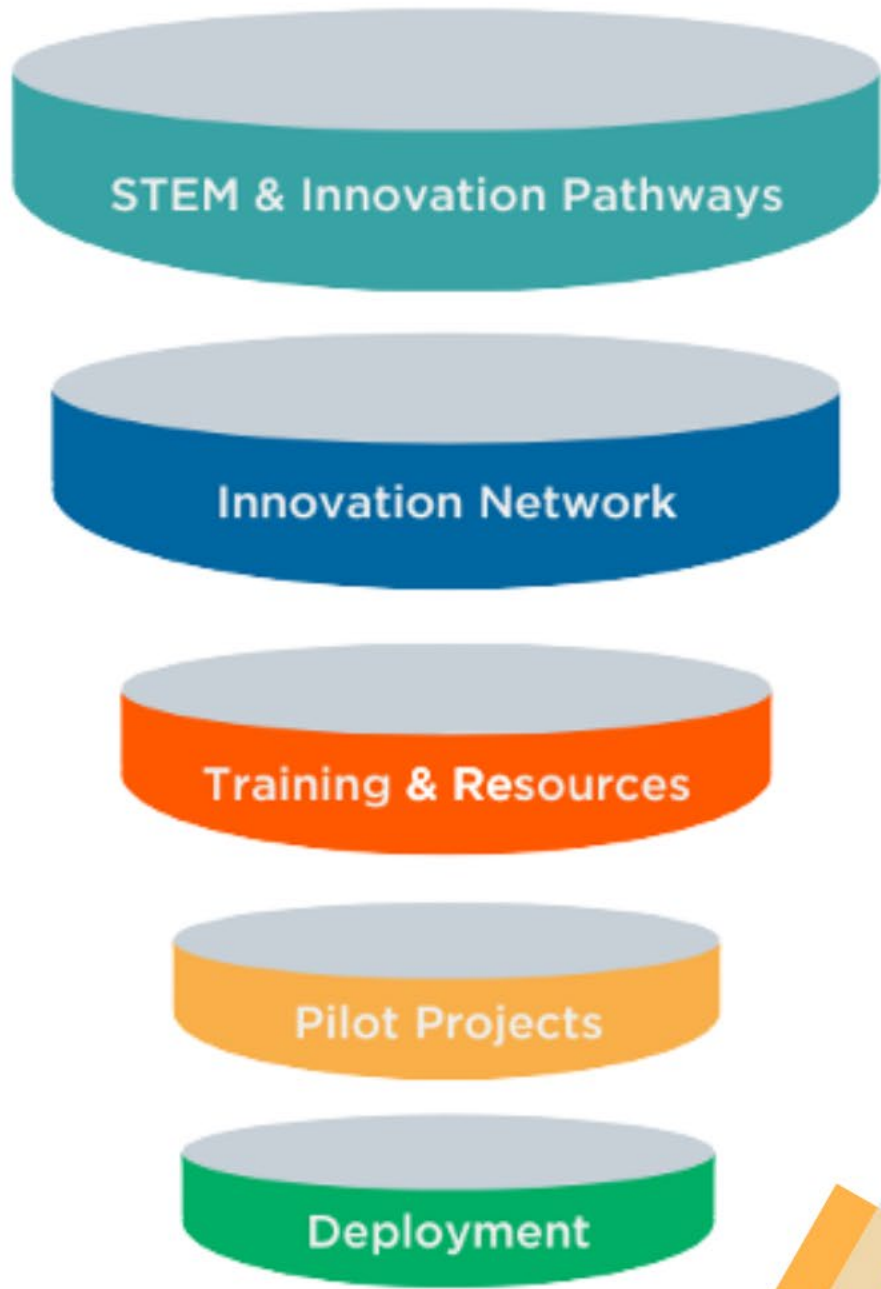 STEM & Innovation Pathways
Innovation Network
Training & Resources
Pilot Projects
Deployment